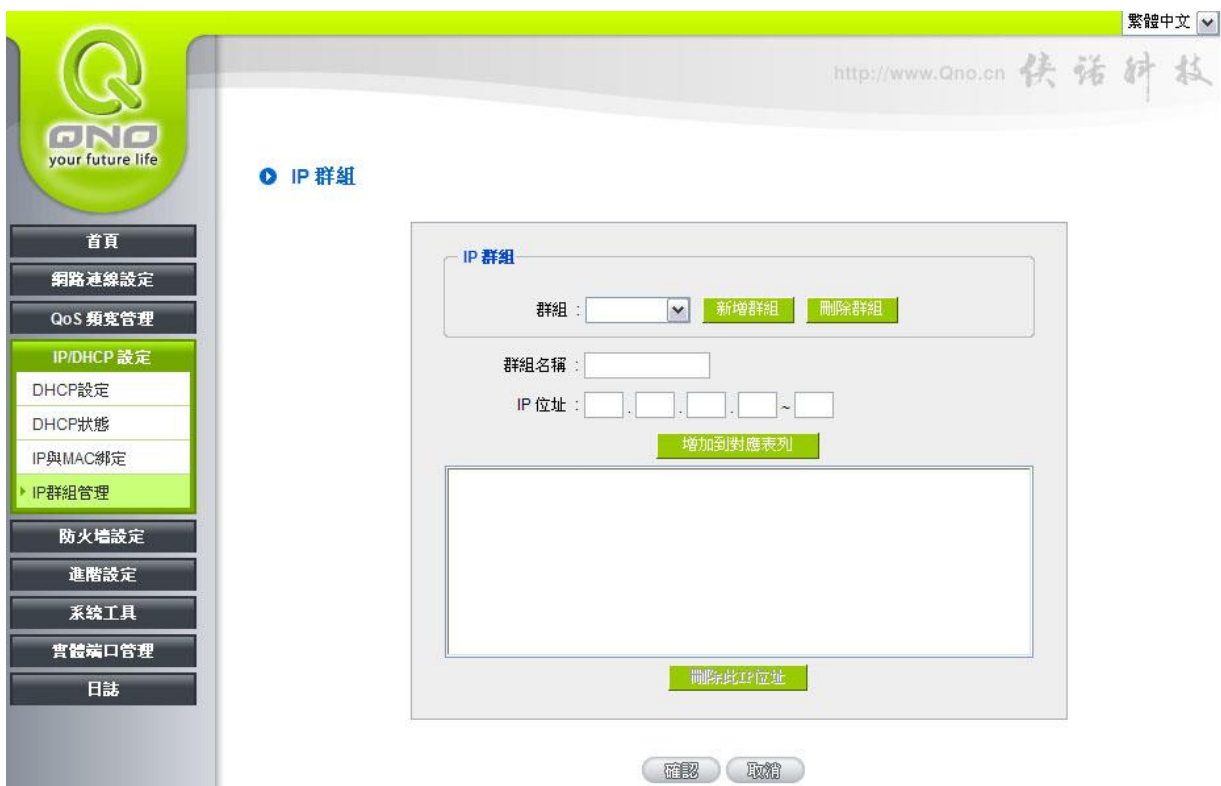 繁體中文
http://www.Qno.cn 俠諾科技
QNO
your future life
IP 群組
首頁
網路連線設定
QoS 頻寬管理
IP/DHCP 設定
DHCP設定
DHCP狀態
IP與MAC綁定
IP群組管理
防火墻設定
進階設定
系統工具
實體端口管理
日誌
IP 群組
群組 : 新增群組 刪除群組
群組名稱 :
IP 位址 : . . . ~
增加到對應表列
刪除此IP位址
確認 取消